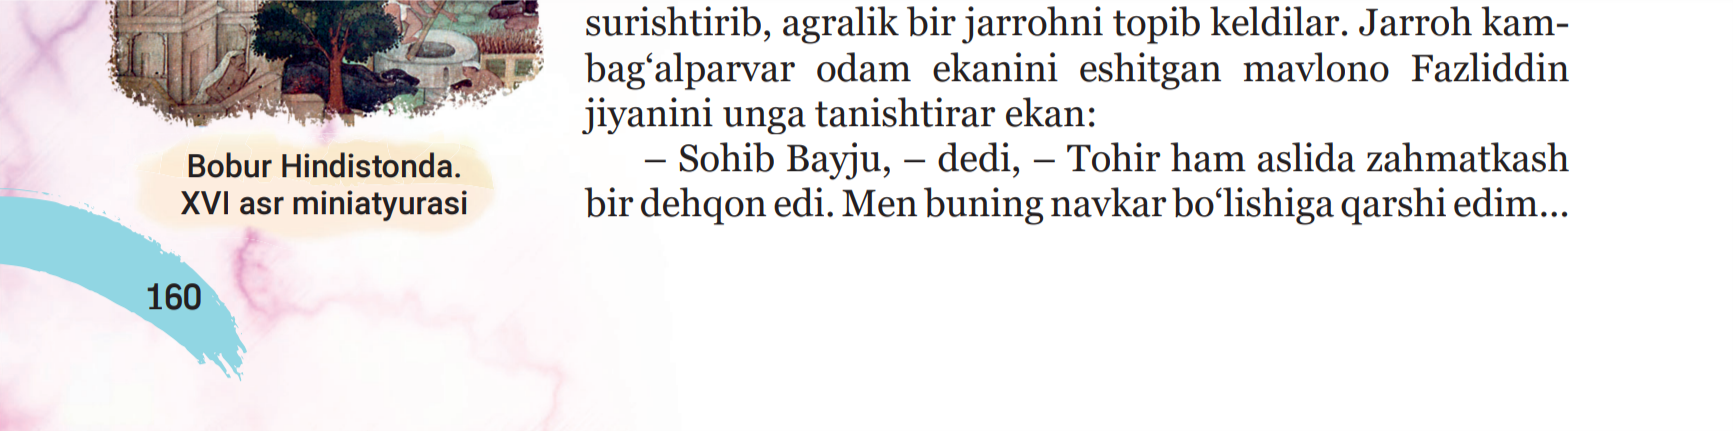 surishtirib, agralik bir jarrohni topib keldilar. Jarroh kam-
bag‘alparvar odam ekanini eshitgan mavlono Fazliddin
jiyanini unga tanishtirar ekan:
– Sohib Bayju, – dedi, – Tohir ham aslida zahmatkash
bir dehqon edi. Men buning navkar bo‘lishiga qarshi edim...
Bobur Hindistonda.
XVI asr miniatyurasi
160